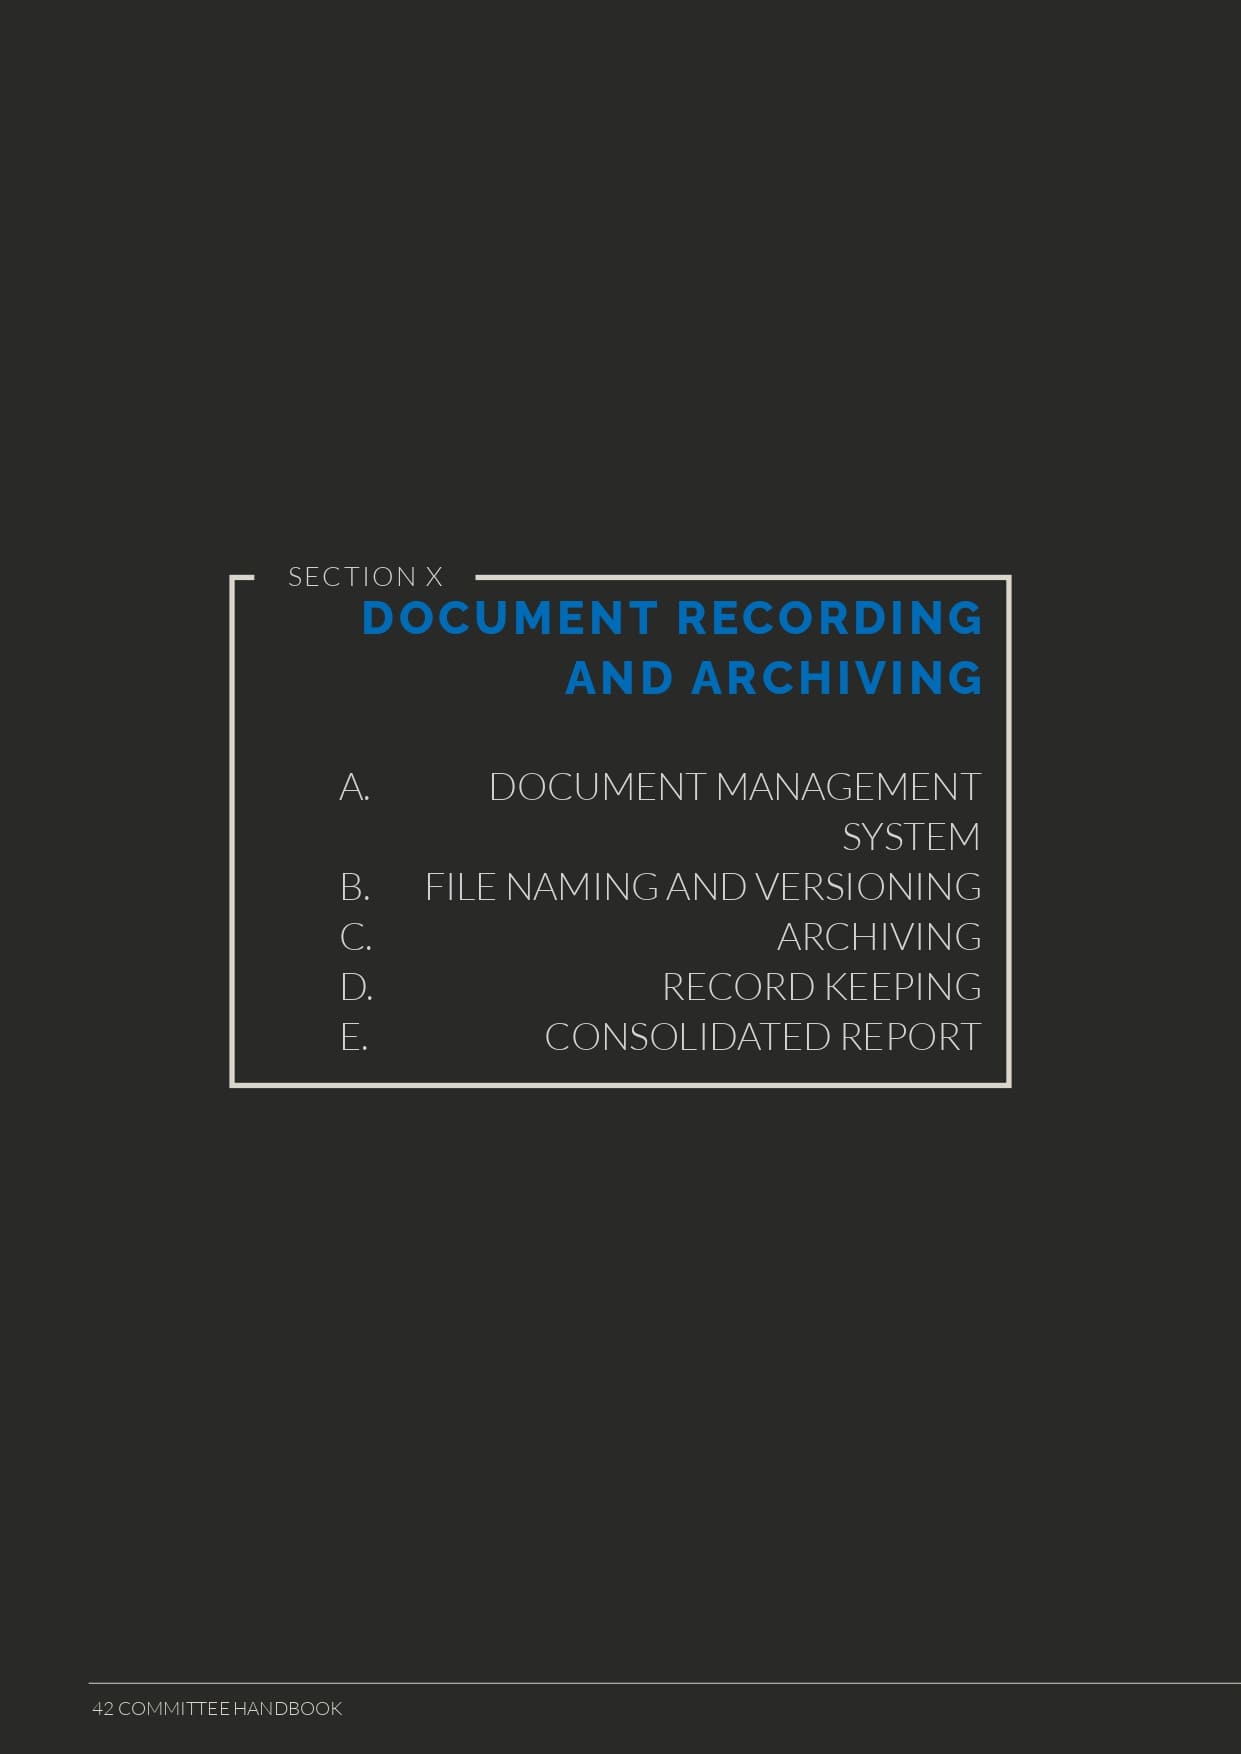 SECTION X
DOCUMENT RECORDING
AND ARCHIVING
A. DOCUMENT MANAGEMENT
SYSTEM
B. FILE NAMING AND VERSIONING
C. ARCHIVING
D. RECORD KEEPING
E. CONSOLIDATED REPORT
42 COMMITTEE HANDBOOK